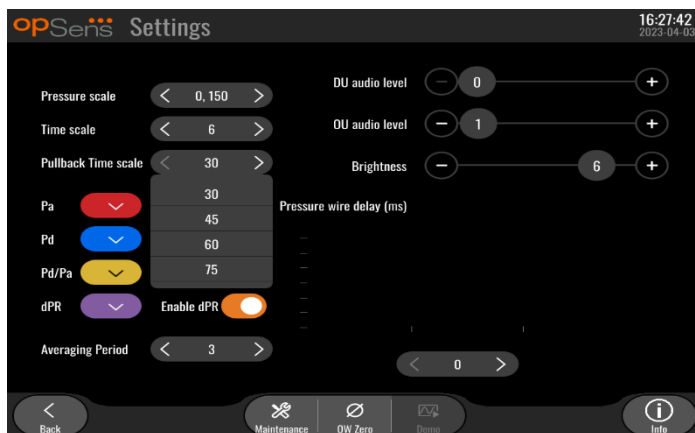 opSens Settings
16:27:42
2023-04-03
Pressure scale
0, 150
Time scale
6
Pullback Time scale
30
30
45
60
75
Pa
Pd
Pd/Pa
dPR
Enable dPR
Averaging Period
3
DU audio level
0
OU audio level
1
Brightness
6
Pressure wire delay (ms)
0
Back
Maintenance
OW Zero
Demo
Info